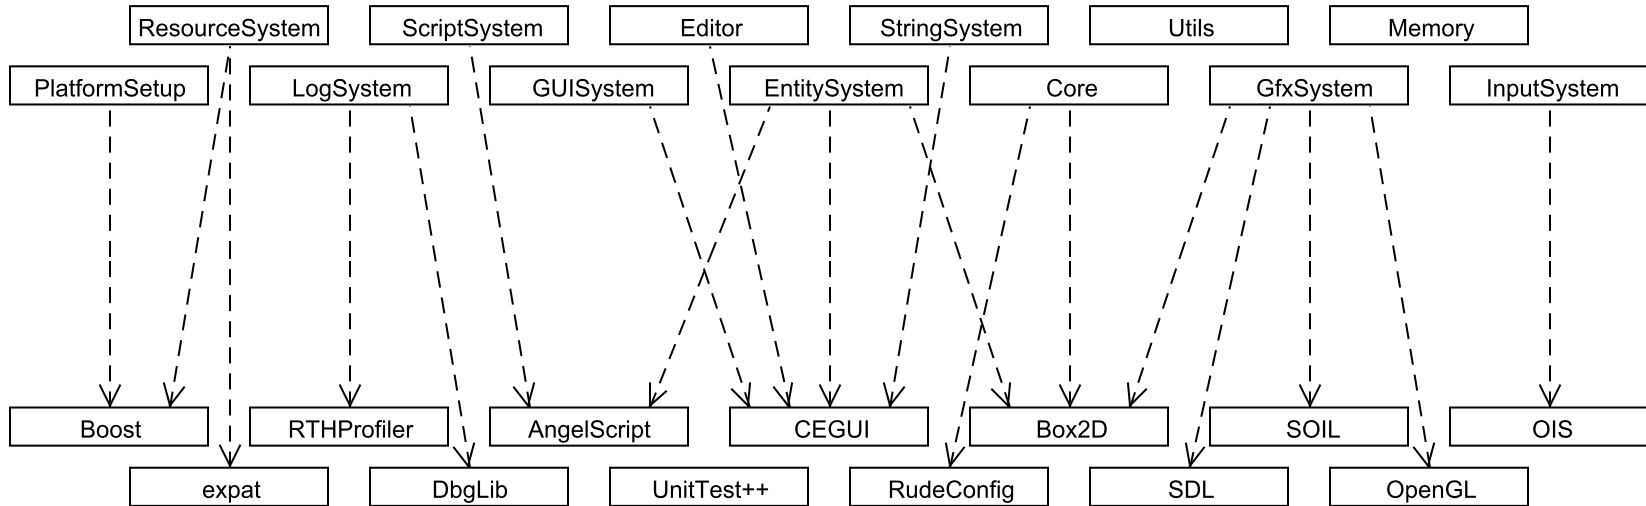 ResourceSystem
ScriptSystem
Editor
StringSystem
Utils
Memory
PlatformSetup
LogSystem
GUISystem
EntitySystem
Core
GfxSystem
InputSystem
Boost
RTHProfiler
AngelScript
CEGUI
Box2D
SOIL
OIS
expat
DbgLib
UnitTest++
RudeConfig
SDL
OpenGL